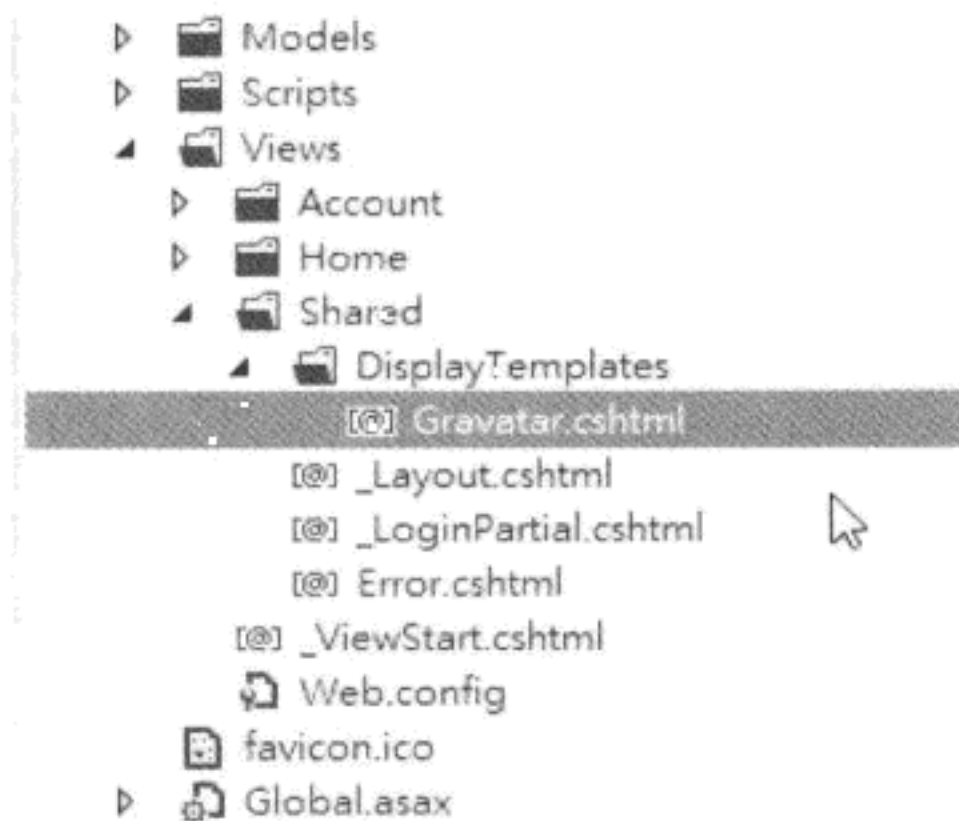 Models
Scripts
Views
Account
Home
Shared
DisplayTemplates
[@] Gravatar.cshtml
[@] _Layout.cshtml
[@] _LoginPartial.cshtml
[@] Error.cshtml
[@] _ViewStart.cshtml
Web.config
favicon.ico
Global.asax